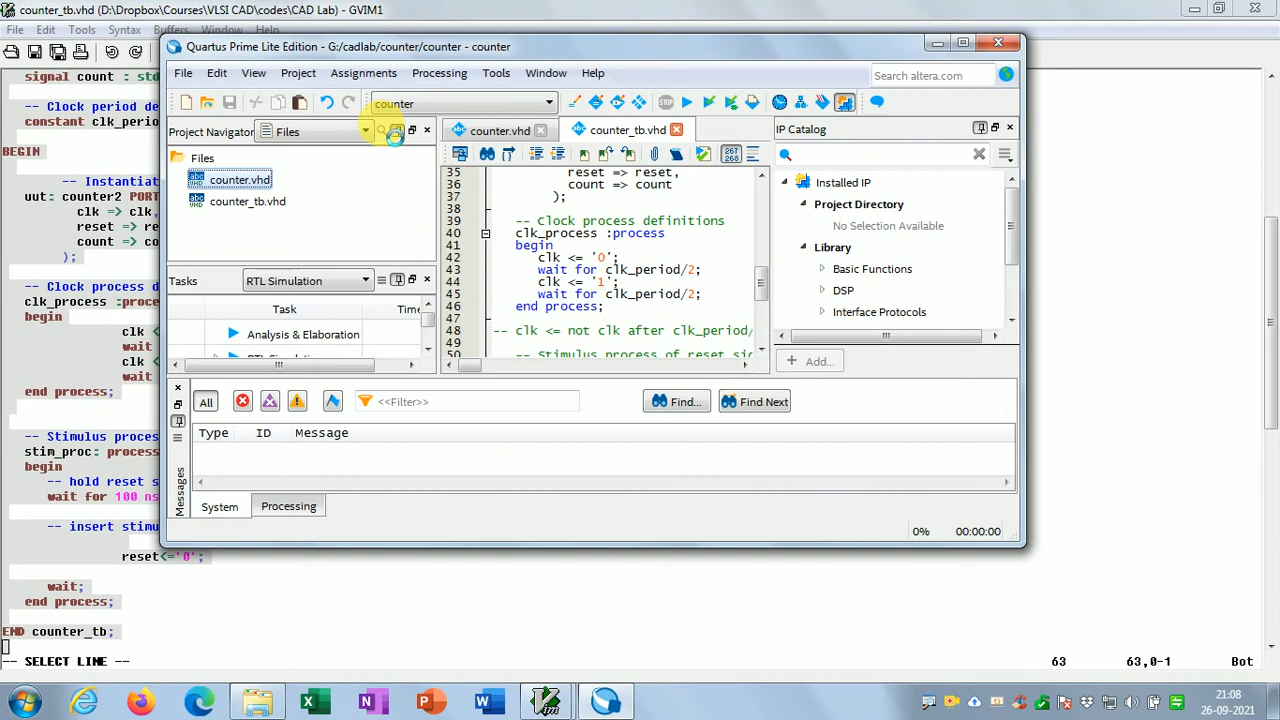 counter_tb.vhd (D:\Dropbox\Courses\VLSI CAD\codes\CAD Lab) - GVIM1
File Edit Tools Syntax Buffers Window Help
signal count : std
-- Clock period de
constant clk_perio
BEGIN
-- Instantia
uut: counter2 PORT
clk => clk,
reset => re
count => co
);
-- Clock process d
clk_process :proce
begin
clk
wait
clk
wait
end process;
-- Stimulus proces
stim_proc: process
begin
-- hold reset s
wait for 100 ns
-- insert stimu
reset<='0';
wait;
end process;
END counter_tb;
-- SELECT LINE --
63 63,0-1 Bot
Quartus Prime Lite Edition - G:/cadlab/counter/counter - counter
File Edit View Project Assignments Processing Tools Window Help
Search altera.com
counter
Project Navigator Files
Files
counter.vhd
counter_tb.vhd
Tasks RTL Simulation
Task Time
Analysis & Elaboration
counter.vhd counter_tb.vhd
267
268
35 reset => reset,
36 count => count
37 );
38
39 -- Clock process definitions
40 clk_process :process
41 begin
42 clk <= '0';
43 wait for clk_period/2;
44 clk <= '1';
45 wait for clk_period/2;
46 end process;
47
48 -- clk <= not clk after clk_period/
49
50 -- Stimulus process of reset sig
IP Catalog
Installed IP
Project Directory
No Selection Available
Library
Basic Functions
DSP
Interface Protocols
+ Add...
All <<Filter>> Find... Find Next
Type ID Message
Messages
System Processing
0% 00:00:00
21:08
26-09-2021